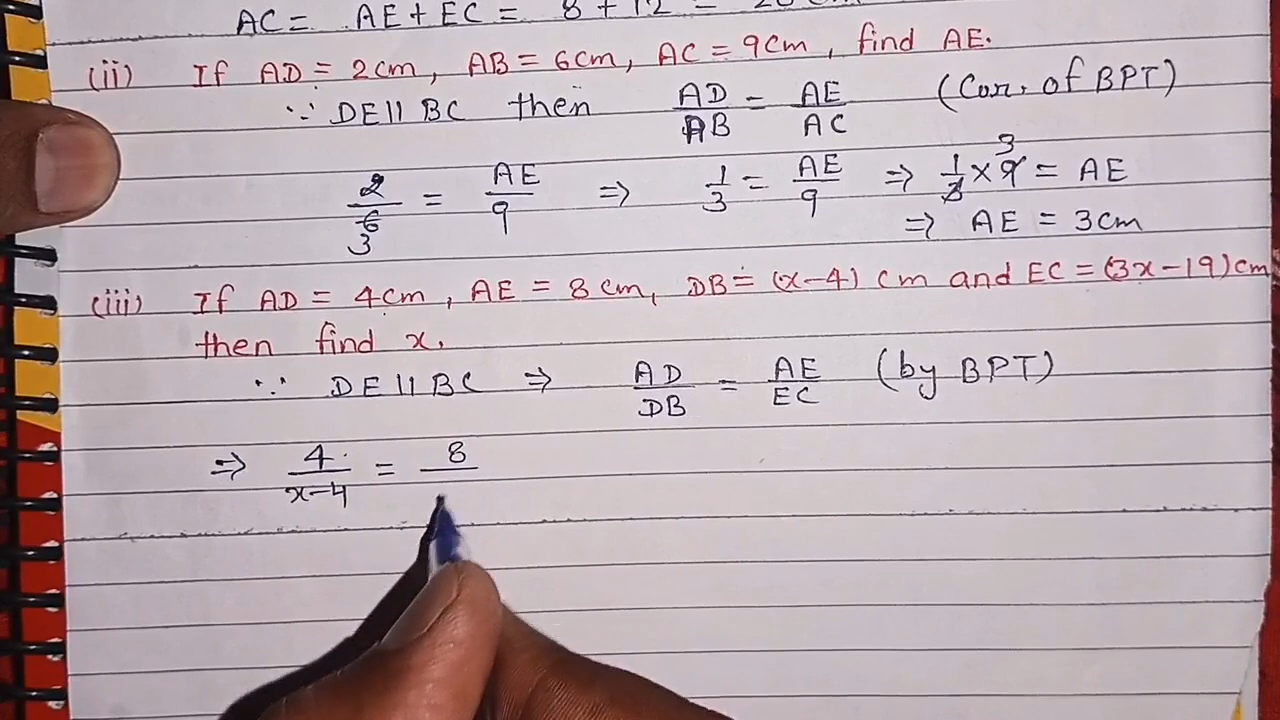 AC = AE + EC = 8 + 12 = 20 cm
(ii) If AD = 2cm, AB = 6cm, AC = 9cm, find AE.
∵ DE || BC then AD/AB = AE/AC (Cor. of BPT)
2/6 = AE/9 ⇒ 1/3 = AE/9 ⇒ 1/3 × 9 = AE
3 3
⇒ AE = 3cm
(iii) If AD = 4cm, AE = 8cm, DB = (x-4) cm and EC = (3x-19) cm
then find x.
∵ DE || BC ⇒ AD/DB = AE/EC (by BPT)
⇒ 4/x-4 = 8